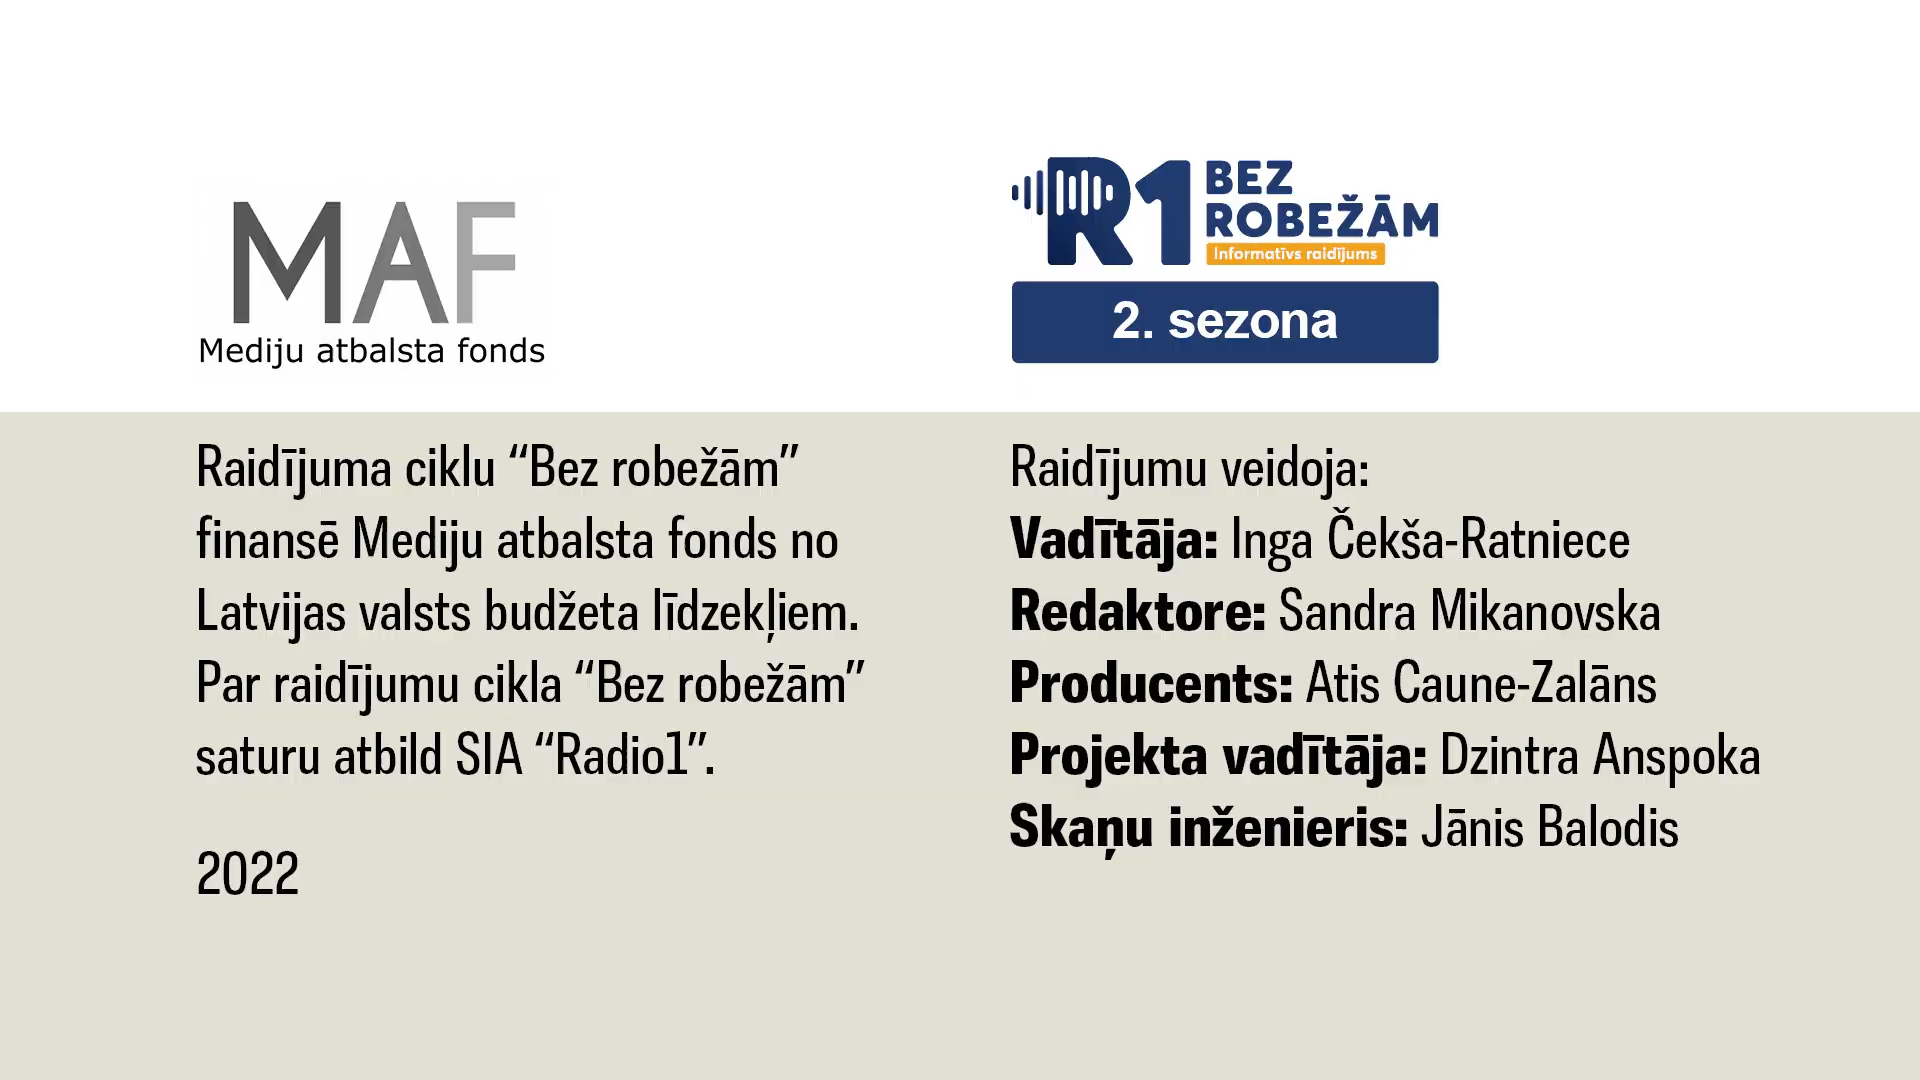 MAF
Mediju atbalsta fonds
R1 BEZ
ROBEŽĀM
Informatīvs raidījums
2. sezona
Raidījuma ciklu “Bez robežām”
finansē Mediju atbalsta fonds no
Latvijas valsts budžeta līdzekļiem.
Par raidījumu cikla “Bez robežām”
saturu atbild SIA “Radio1”.
2022
Raidījumu veidoja:
Vadītāja: Inga Čekša-Ratniece
Redaktore: Sandra Mikanovska
Producents: Atis Caune-Zalāns
Projekta vadītāja: Dzintra Anspoka
Skaņu inženieris: Jānis Balodis